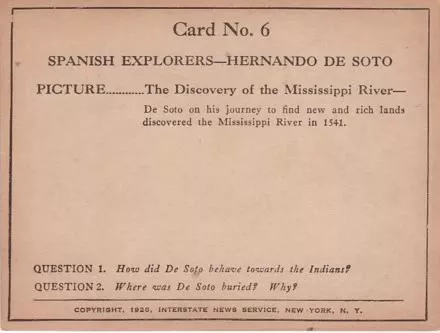 Card No. 6
SPANISH EXPLORERS—HERNANDO DE SOTO
PICTURE............The Discovery of the Mississippi River—
De Soto on his journey to find new and rich lands
discovered the Mississippi River in 1541.
QUESTION 1. How did De Soto behave towards the Indians?
QUESTION 2. Where was De Soto buried? Why?
COPYRIGHT, 1925, INTERSTATE NEWS SERVICE, NEW YORK, N. Y.